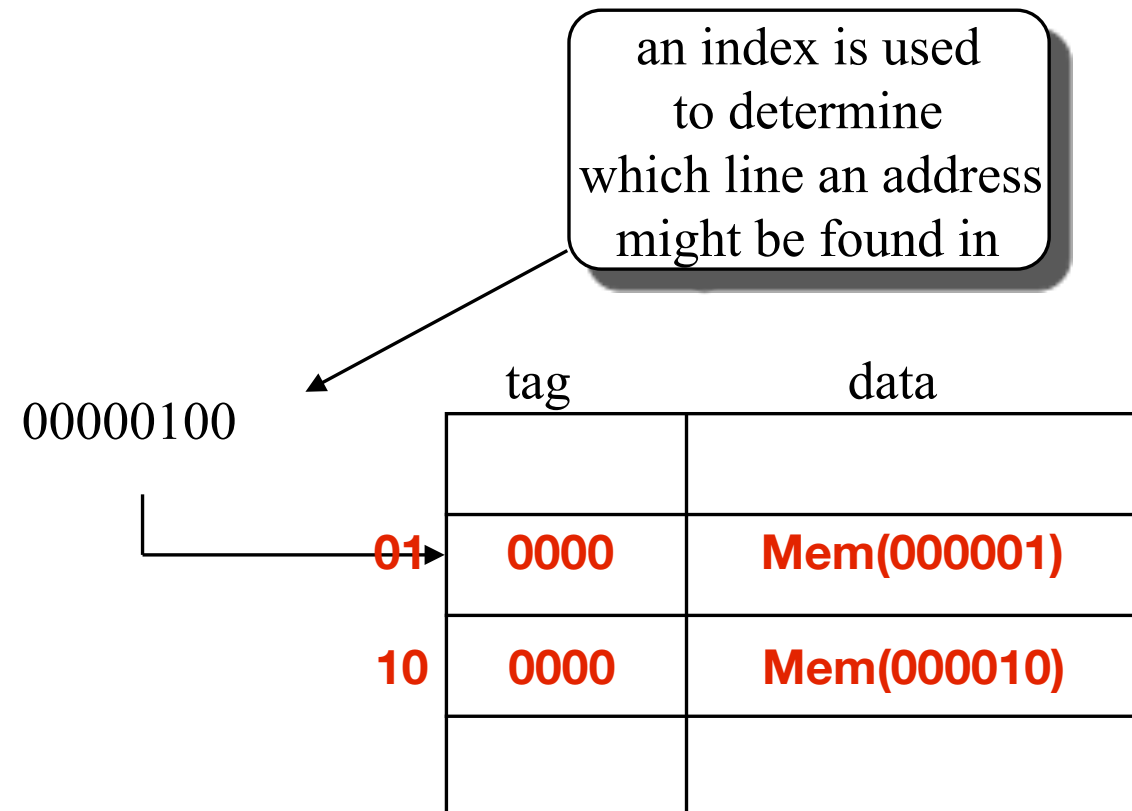 an index is used
to determine
which line an address
might be found in
tag data
00000100
01 0000 Mem(000001)
10 0000 Mem(000010)